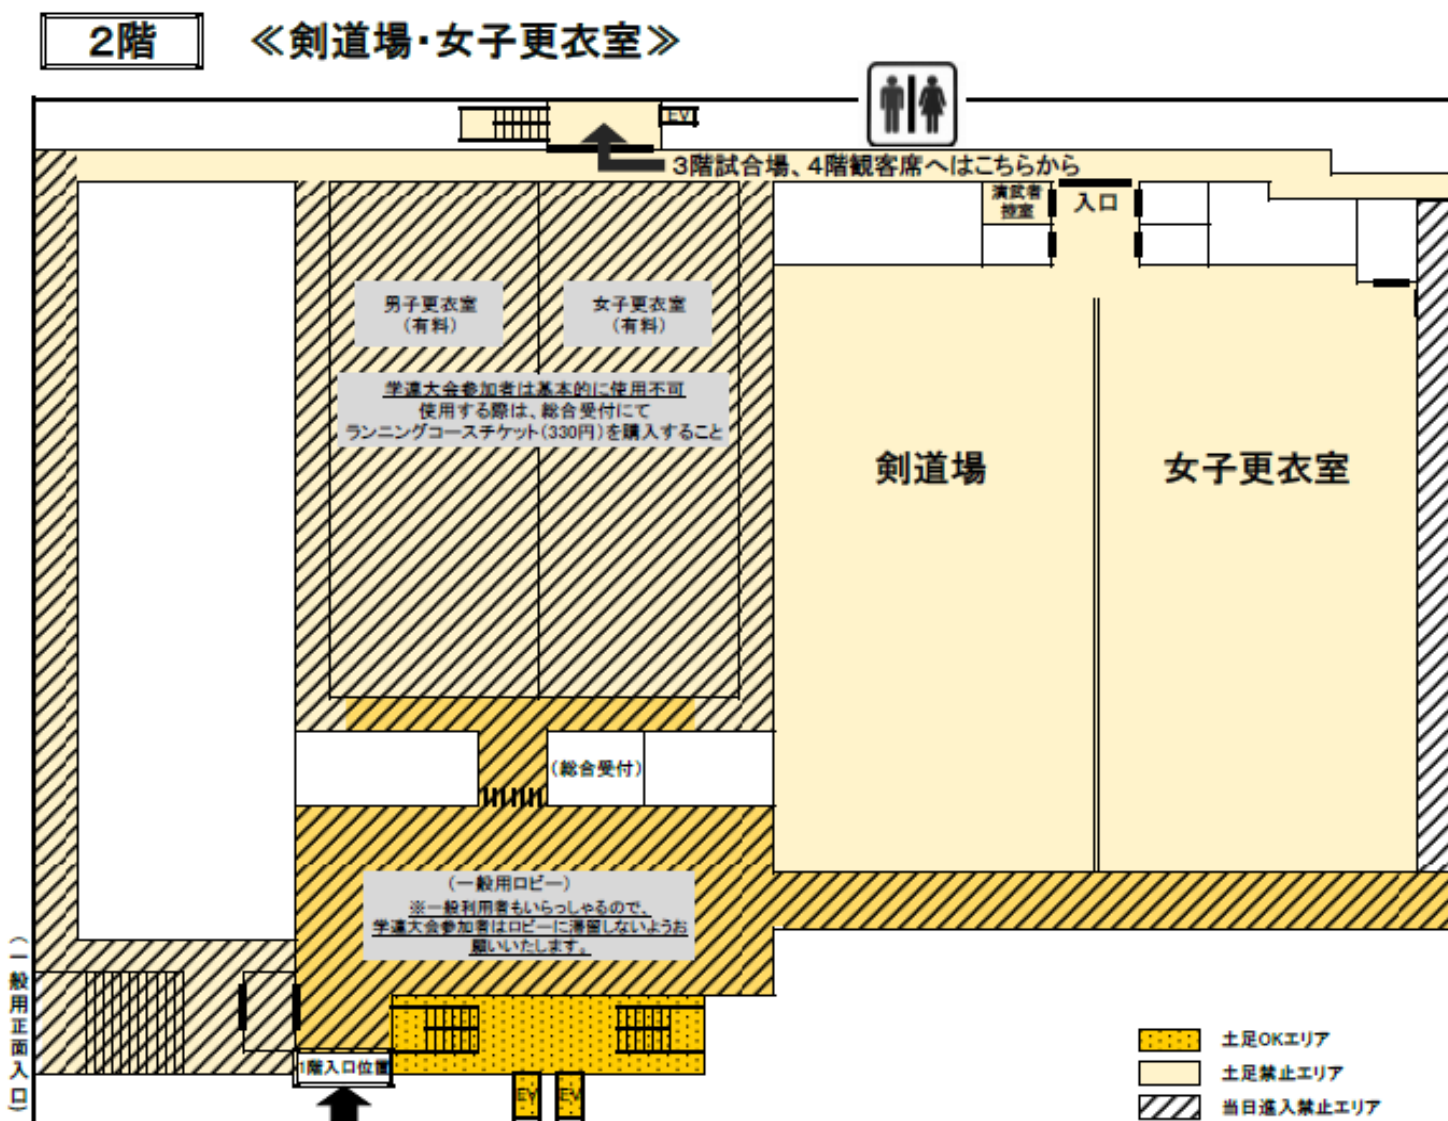 2階
≪剣道場・女子更衣室≫
EV
3階試合場、4階観客席へはこちらから
演武者
控室
入口
男子更衣室
(有料)
女子更衣室
(有料)
学連大会参加者は基本的に使用不可
使用する際は、総合受付にて
ランニングコースチケット(330円)を購入すること
剣道場
女子更衣室
(総合受付)
(一般用ロビー)
※一般利用者もいらっしゃるので、
学連大会参加者はロビーに滞留しないようお
願いいたします。
(一般用正面入口)
1階入口位置
EV
EV
土足OKエリア
土足禁止エリア
当日進入禁止エリア